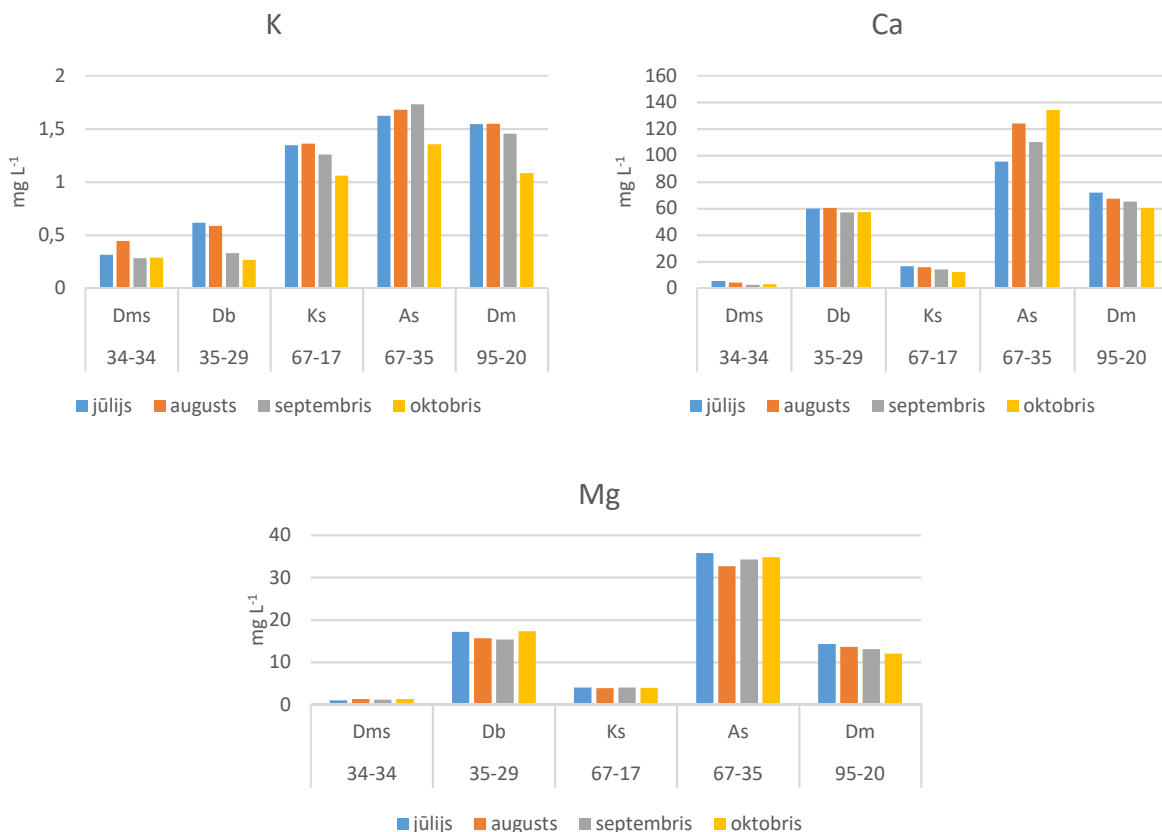 K
2
1,5
1
0,5
0
mg L⁻¹
Dms Db Ks As Dm
34-34 35-29 67-17 67-35 95-20
jūlijs augusts septembris oktobris
Ca
160
140
120
100
80
60
40
20
0
mg L⁻¹
Dms Db Ks As Dm
34-34 35-29 67-17 67-35 95-20
jūlijs augusts septembris oktobris
Mg
40
30
20
10
0
mg L⁻¹
Dms Db Ks As Dm
34-34 35-29 67-17 67-35 95-20
jūlijs augusts septembris oktobris